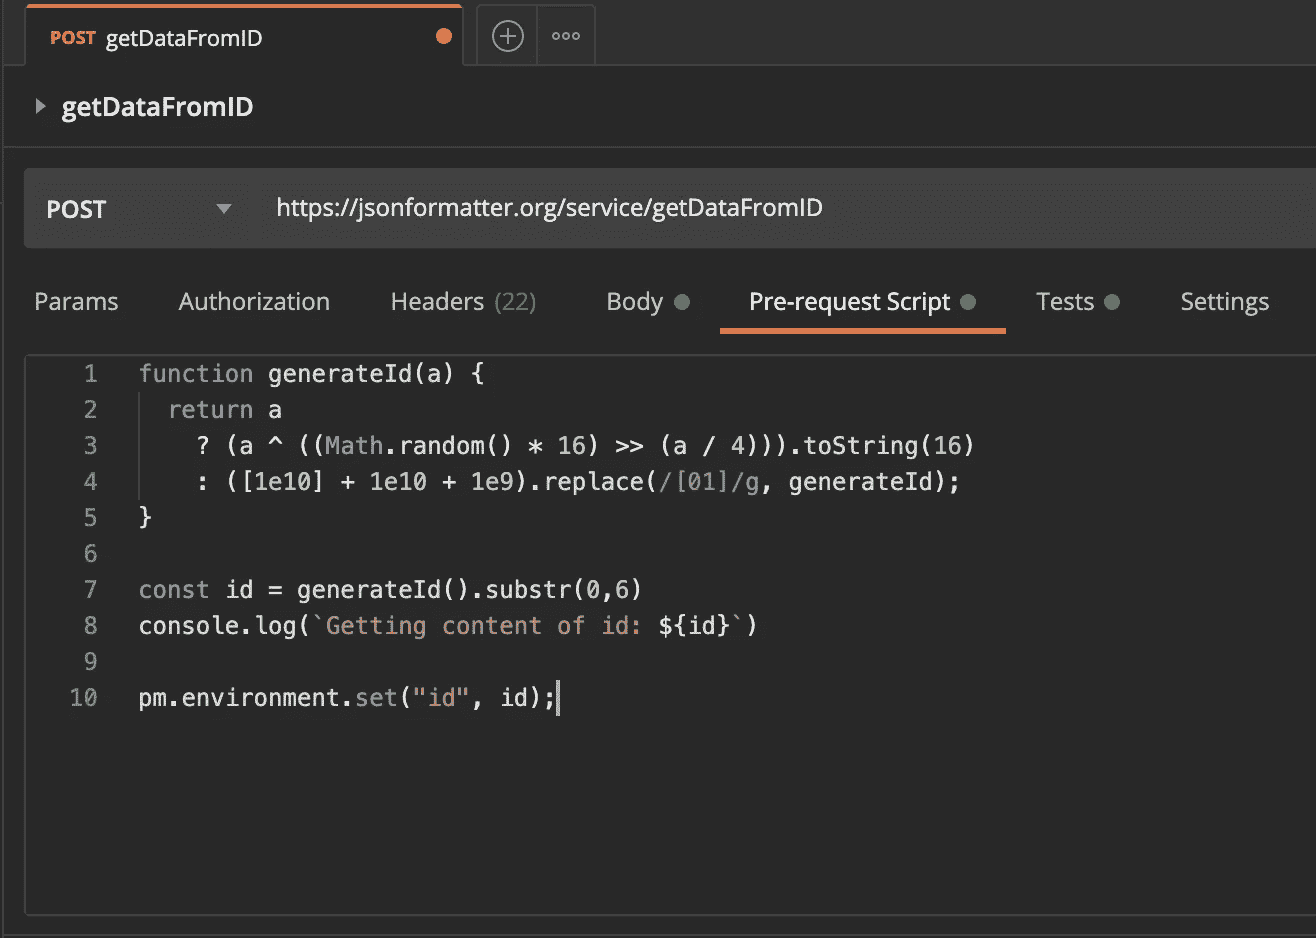 POST getDataFromID
getDataFromID
POST https://jsonformatter.org/service/getDataFromID
Params Authorization Headers (22) Body Pre-request Script Tests Settings
1 function generateId(a) {
2 return a
3 ? (a ^ ((Math.random() * 16) >> (a / 4))).toString(16)
4 : ([1e10] + 1e10 + 1e9).replace(/[01]/g, generateId);
5 }
6
7 const id = generateId().substr(0,6)
8 console.log(`Getting content of id: ${id}`)
9
10 pm.environment.set("id", id);